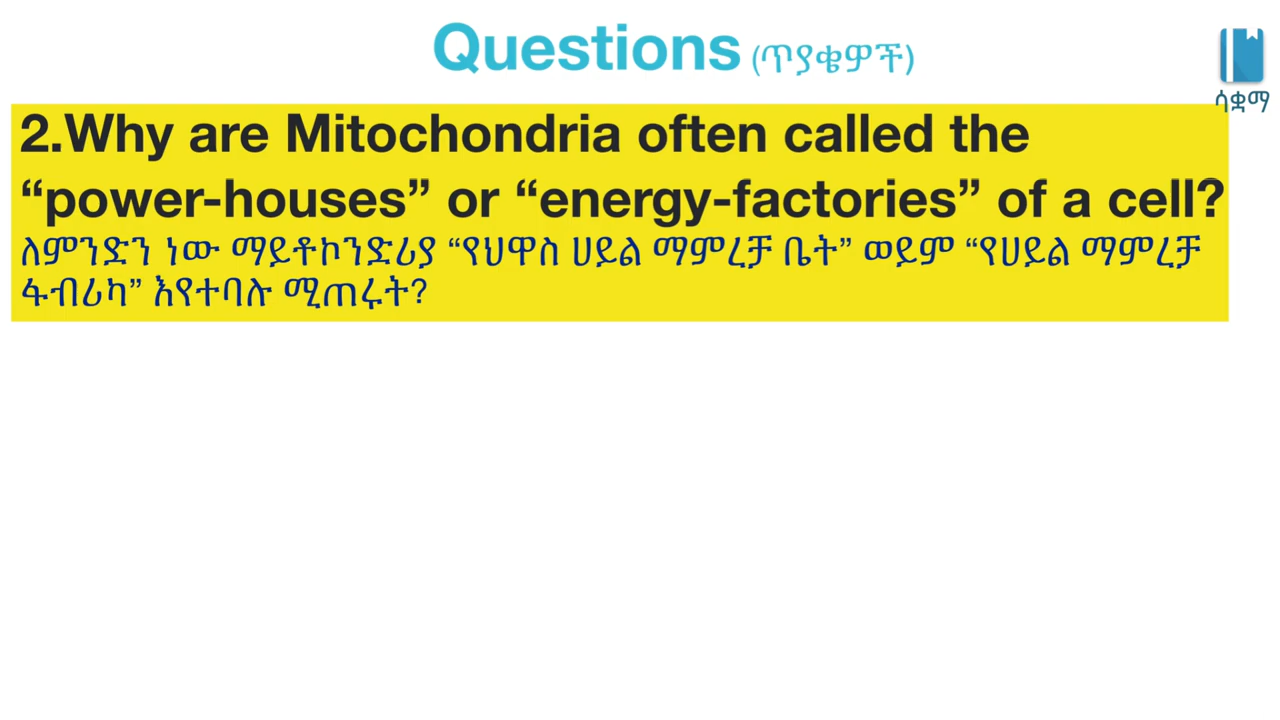 Questions (ጥያቄዎች)
ሳቋማ
2.Why are Mitochondria often called the
“power-houses” or “energy-factories” of a cell?
ለምንድን ነው ማይቶኮንድሪያ “የህዋስ ሀይል ማምረቻ ቤት” ወይም “የሀይል ማምረቻ
ፋብሪካ” እየተባሉ ሚጠሩት?